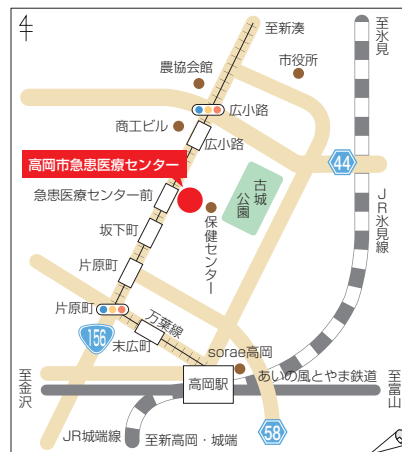 至新湊
至氷見
農協会館
市役所
広小路
商工ビル
広小路
高岡市急患医療センター
44
古城公園
急患医療センター前
保健センター
JR氷見線
坂下町
片原町
片原町
万葉線
156
末広町
sorae高岡
至金沢
高岡駅
あいの風とやま鉄道
至富山
58
JR城端線
至新高岡・城端